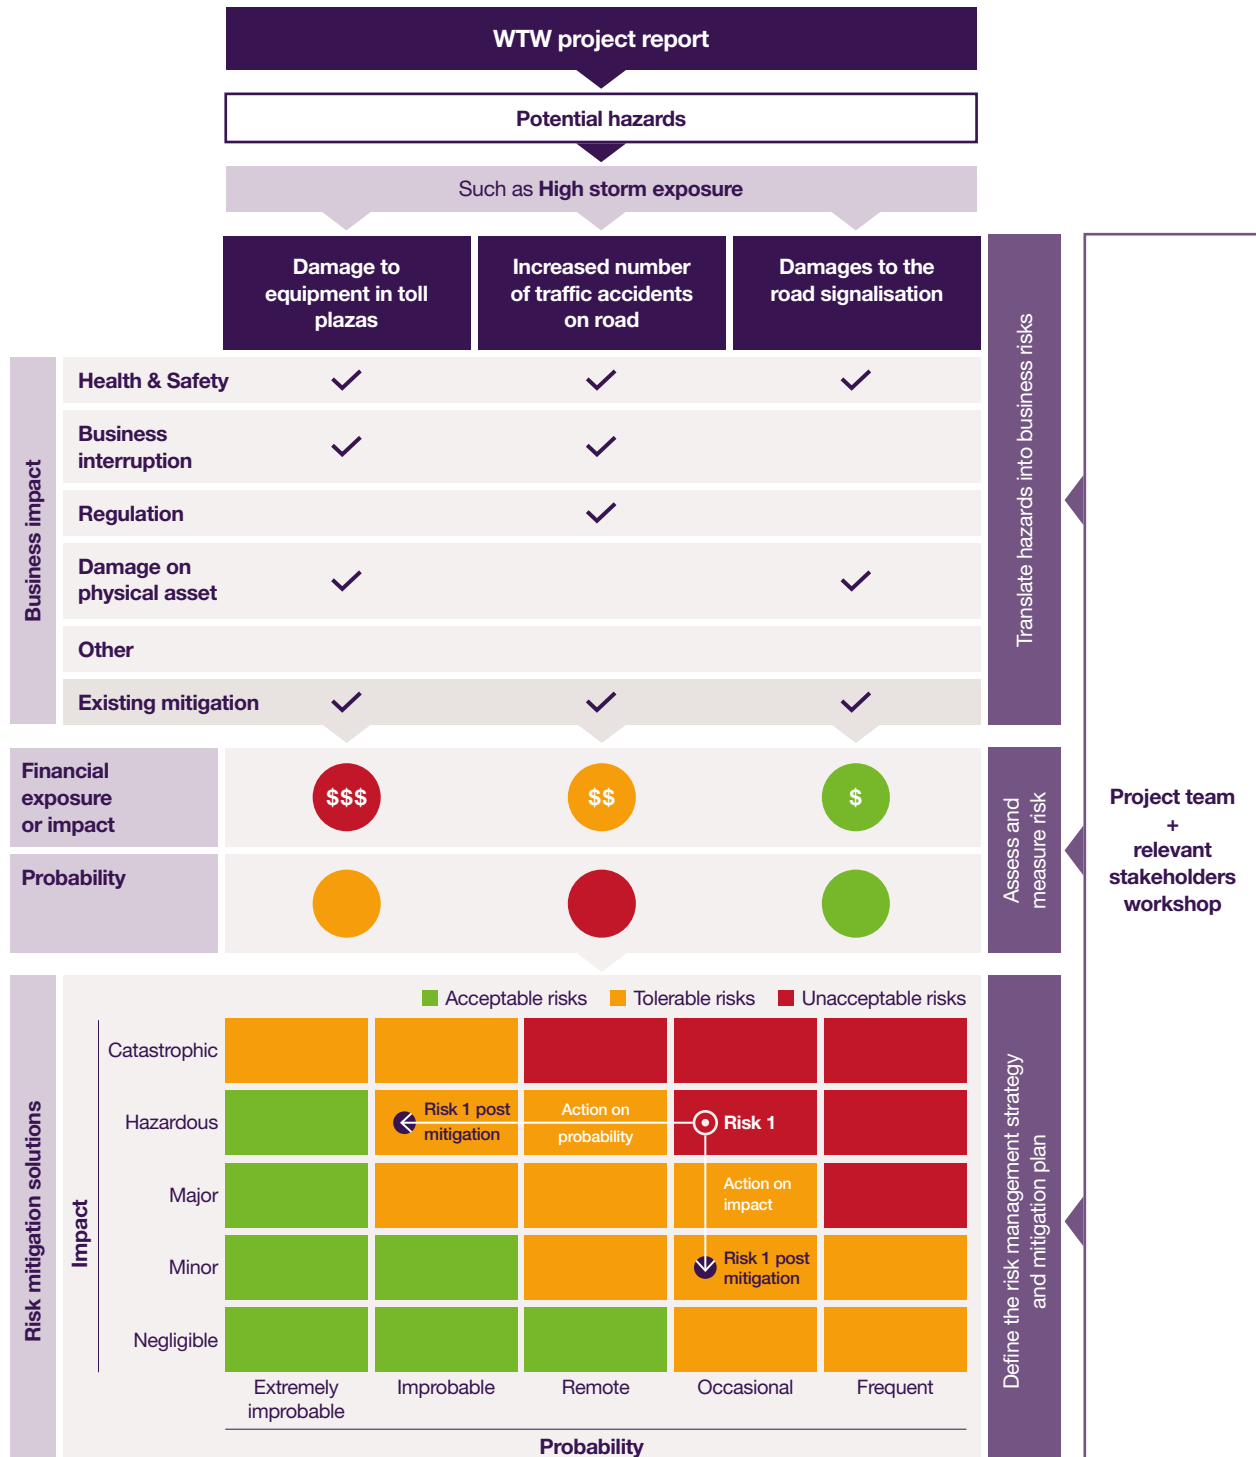 WTW project report
Potential hazards
Such as High storm exposure
Damage to
equipment in toll
plazas
Increased number
of traffic accidents
on road
Damages to the
road signalisation
Business impact
Health & Safety
Business
interruption
Regulation
Damage on
physical asset
Other
Existing mitigation
Translate hazards into business risks
Financial
exposure
or impact
$$$
$$
$
Probability
Assess and
measure risk
Project team
+
relevant
stakeholders
workshop
Risk mitigation solutions
Acceptable risks
Tolerable risks
Unacceptable risks
Impact
Catastrophic
Hazardous
Risk 1 post
mitigation
Action on
probability
Risk 1
Major
Action on
impact
Minor
Risk 1 post
mitigation
Negligible
Extremely
improbable
Improbable
Remote
Occasional
Frequent
Probability
Define the risk management strategy
and mitigation plan